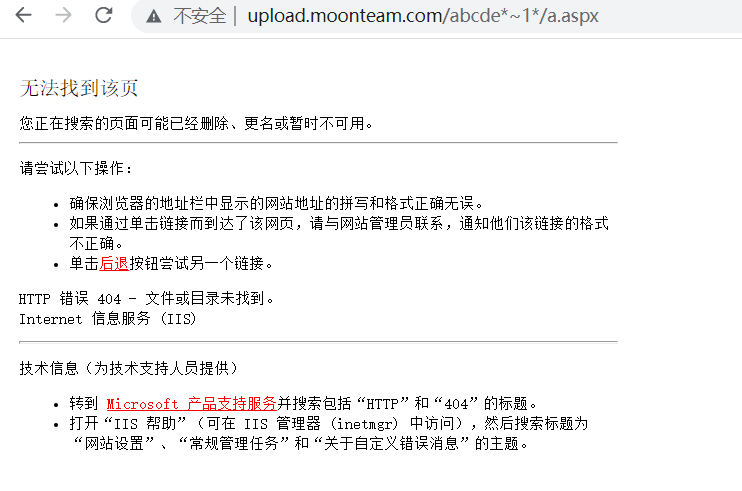 不安全 | upload.moonteam.com/abcde*~1*/a.aspx
无法找到该页
您正在搜索的页面可能已经删除、更名或暂时不可用。
请尝试以下操作：
• 确保浏览器的地址栏中显示的网站地址的拼写和格式正确无误。
• 如果通过单击链接而到达了该网页，请与网站管理员联系，通知他们该链接的格式
不正确。
• 单击后退按钮尝试另一个链接。
HTTP 错误 404 - 文件或目录未找到。
Internet 信息服务 (IIS)
技术信息（为技术支持人员提供）
• 转到 Microsoft 产品支持服务并搜索包括“HTTP”和“404”的标题。
• 打开“IIS 帮助”（可在 IIS 管理器 (inetmgr) 中访问），然后搜索标题为
“网站设置”、“常规管理任务”和“关于自定义错误消息”的主题。